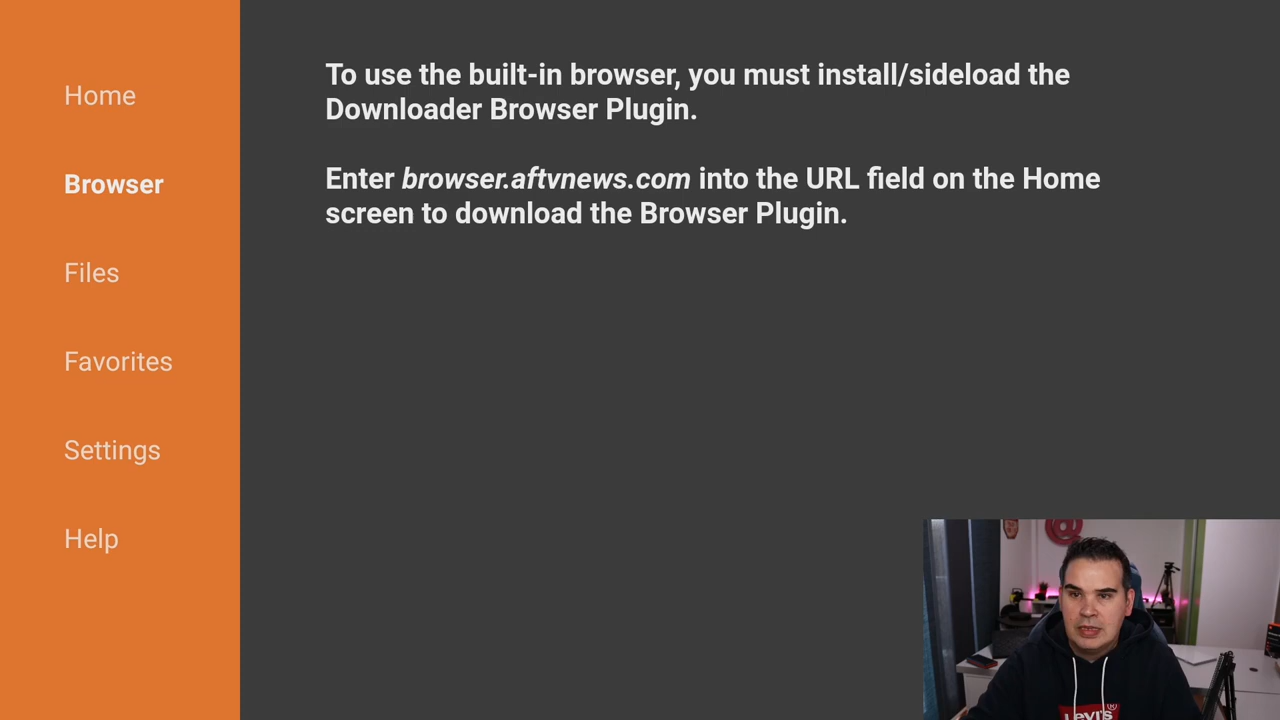 Home
Browser
Files
Favorites
Settings
Help
To use the built-in browser, you must install/sideload the
Downloader Browser Plugin.
Enter browser.aftvnews.com into the URL field on the Home
screen to download the Browser Plugin.
@
Levi's®